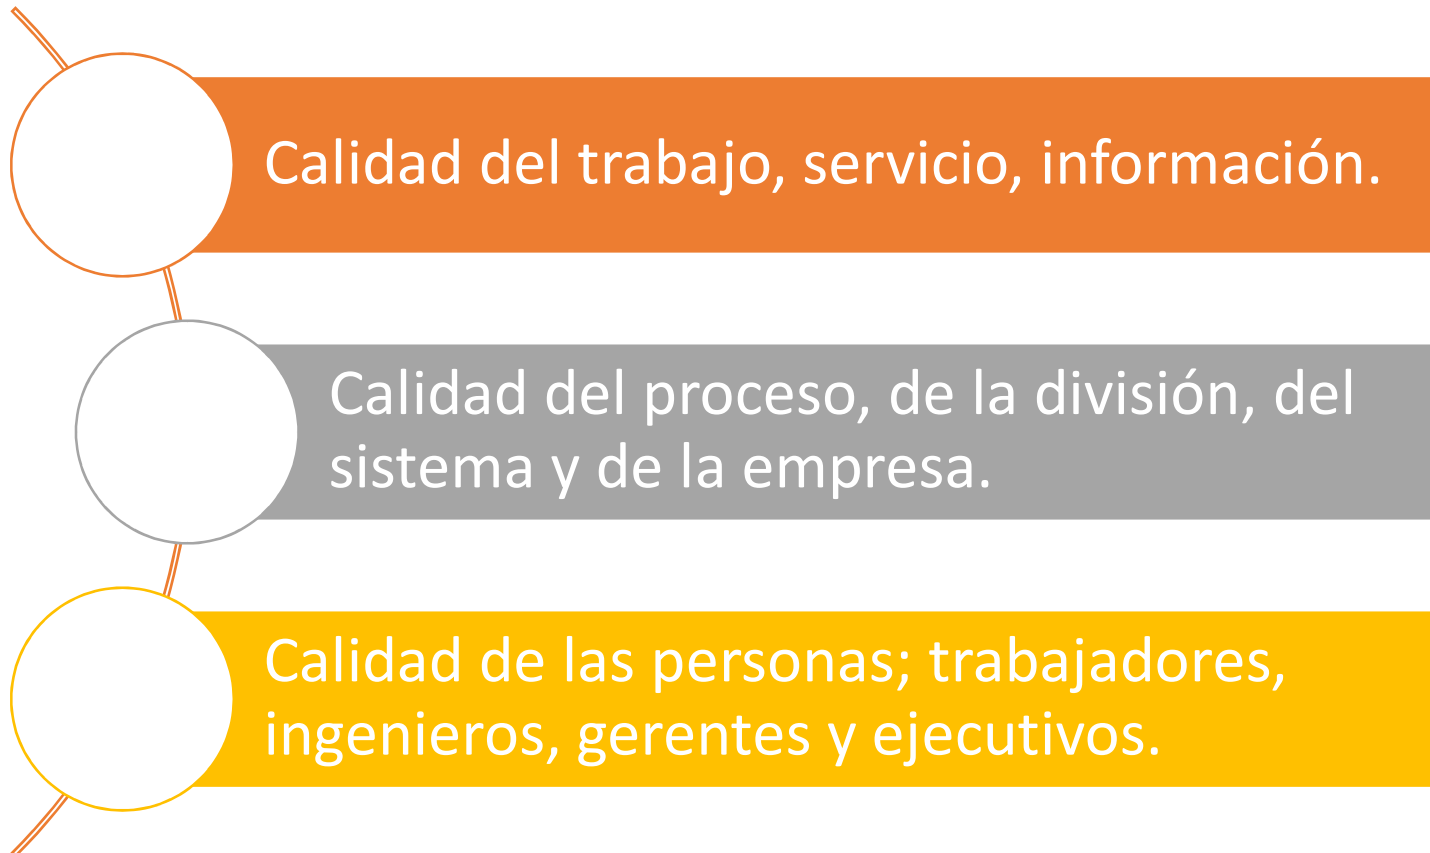 Calidad del trabajo, servicio, información.
Calidad del proceso, de la división, del
sistema y de la empresa.
Calidad de las personas; trabajadores,
ingenieros, gerentes y ejecutivos.